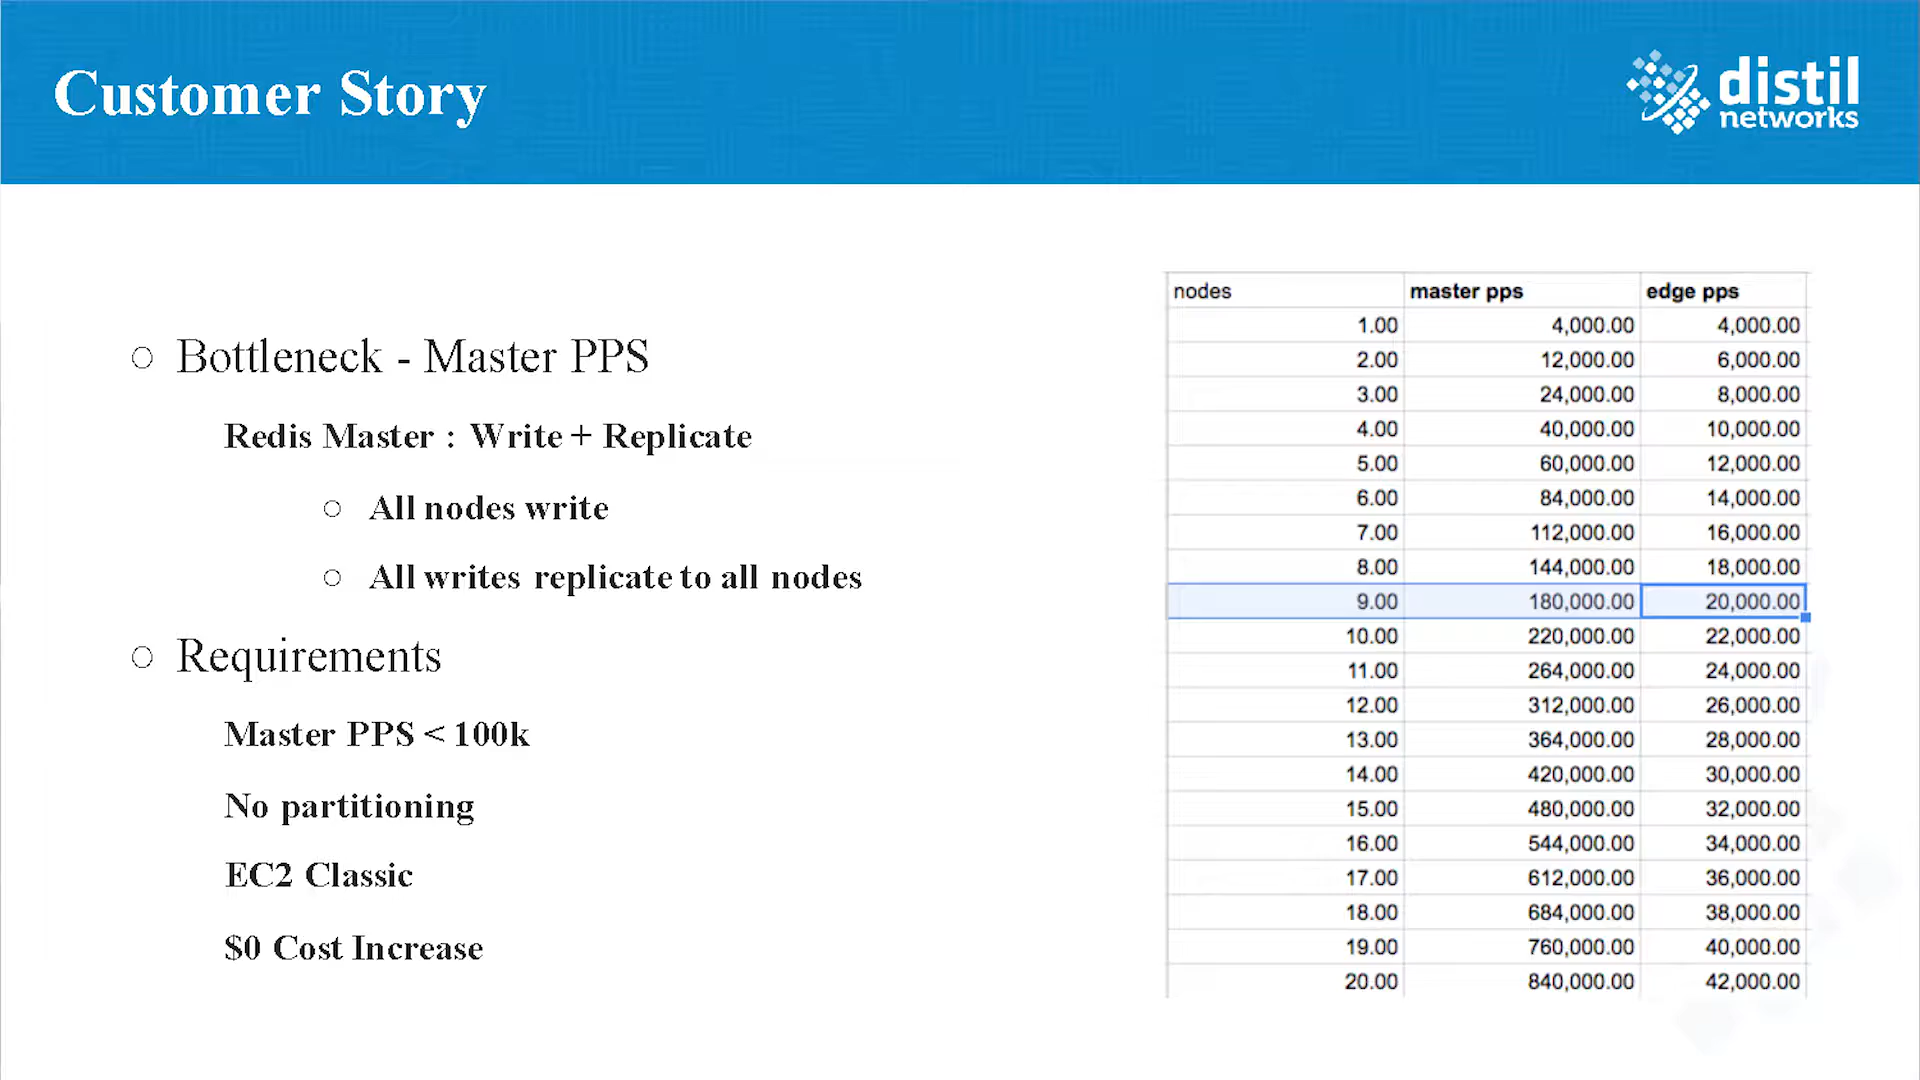 Customer Story
distil
networks
○ Bottleneck - Master PPS
Redis Master : Write + Replicate
○ All nodes write
○ All writes replicate to all nodes
○ Requirements
Master PPS < 100k
No partitioning
EC2 Classic
$0 Cost Increase
nodes master pps edge pps
1.00 4,000.00 4,000.00
2.00 12,000.00 6,000.00
3.00 24,000.00 8,000.00
4.00 40,000.00 10,000.00
5.00 60,000.00 12,000.00
6.00 84,000.00 14,000.00
7.00 112,000.00 16,000.00
8.00 144,000.00 18,000.00
9.00 180,000.00 20,000.00
10.00 220,000.00 22,000.00
11.00 264,000.00 24,000.00
12.00 312,000.00 26,000.00
13.00 364,000.00 28,000.00
14.00 420,000.00 30,000.00
15.00 480,000.00 32,000.00
16.00 544,000.00 34,000.00
17.00 612,000.00 36,000.00
18.00 684,000.00 38,000.00
19.00 760,000.00 40,000.00
20.00 840,000.00 42,000.00